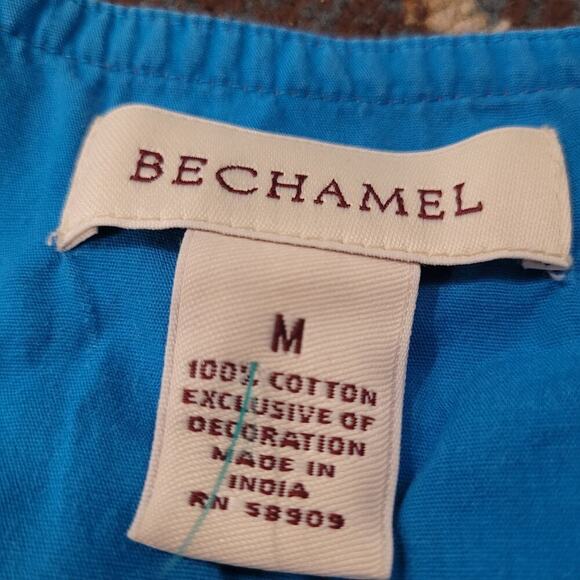 BECHAMEL
M
100% COTTON
EXCLUSIVE OF
DECORATION
MADE IN
INDIA
RN 58909